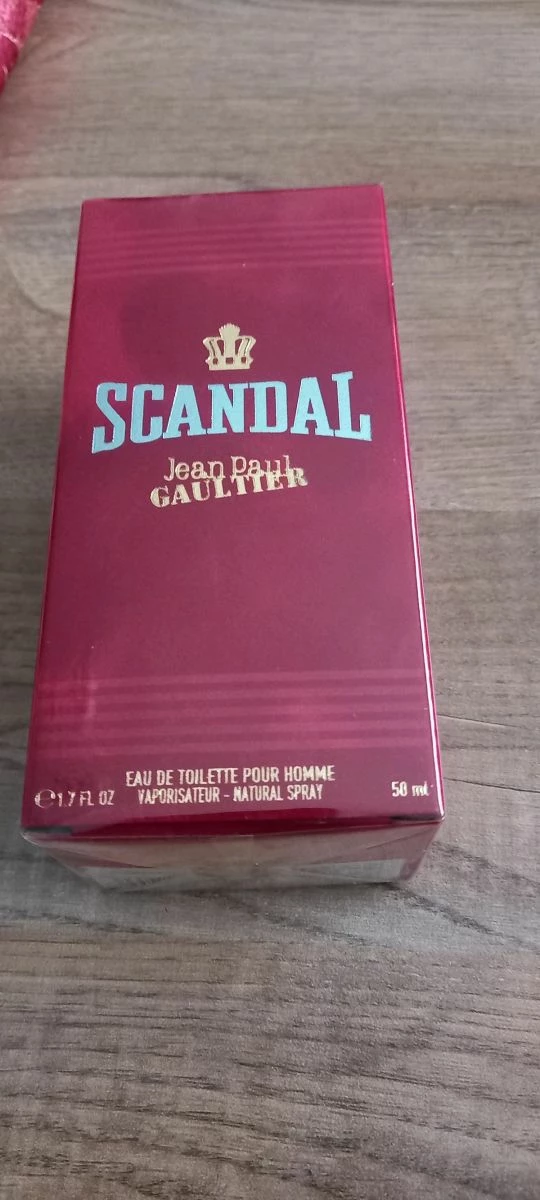 SCANDAL
Jean Paul
GAULTIER
EAU DE TOILETTE POUR HOMME
℮1.7 FL OZ VAPORISATEUR - NATURAL SPRAY 50 ml